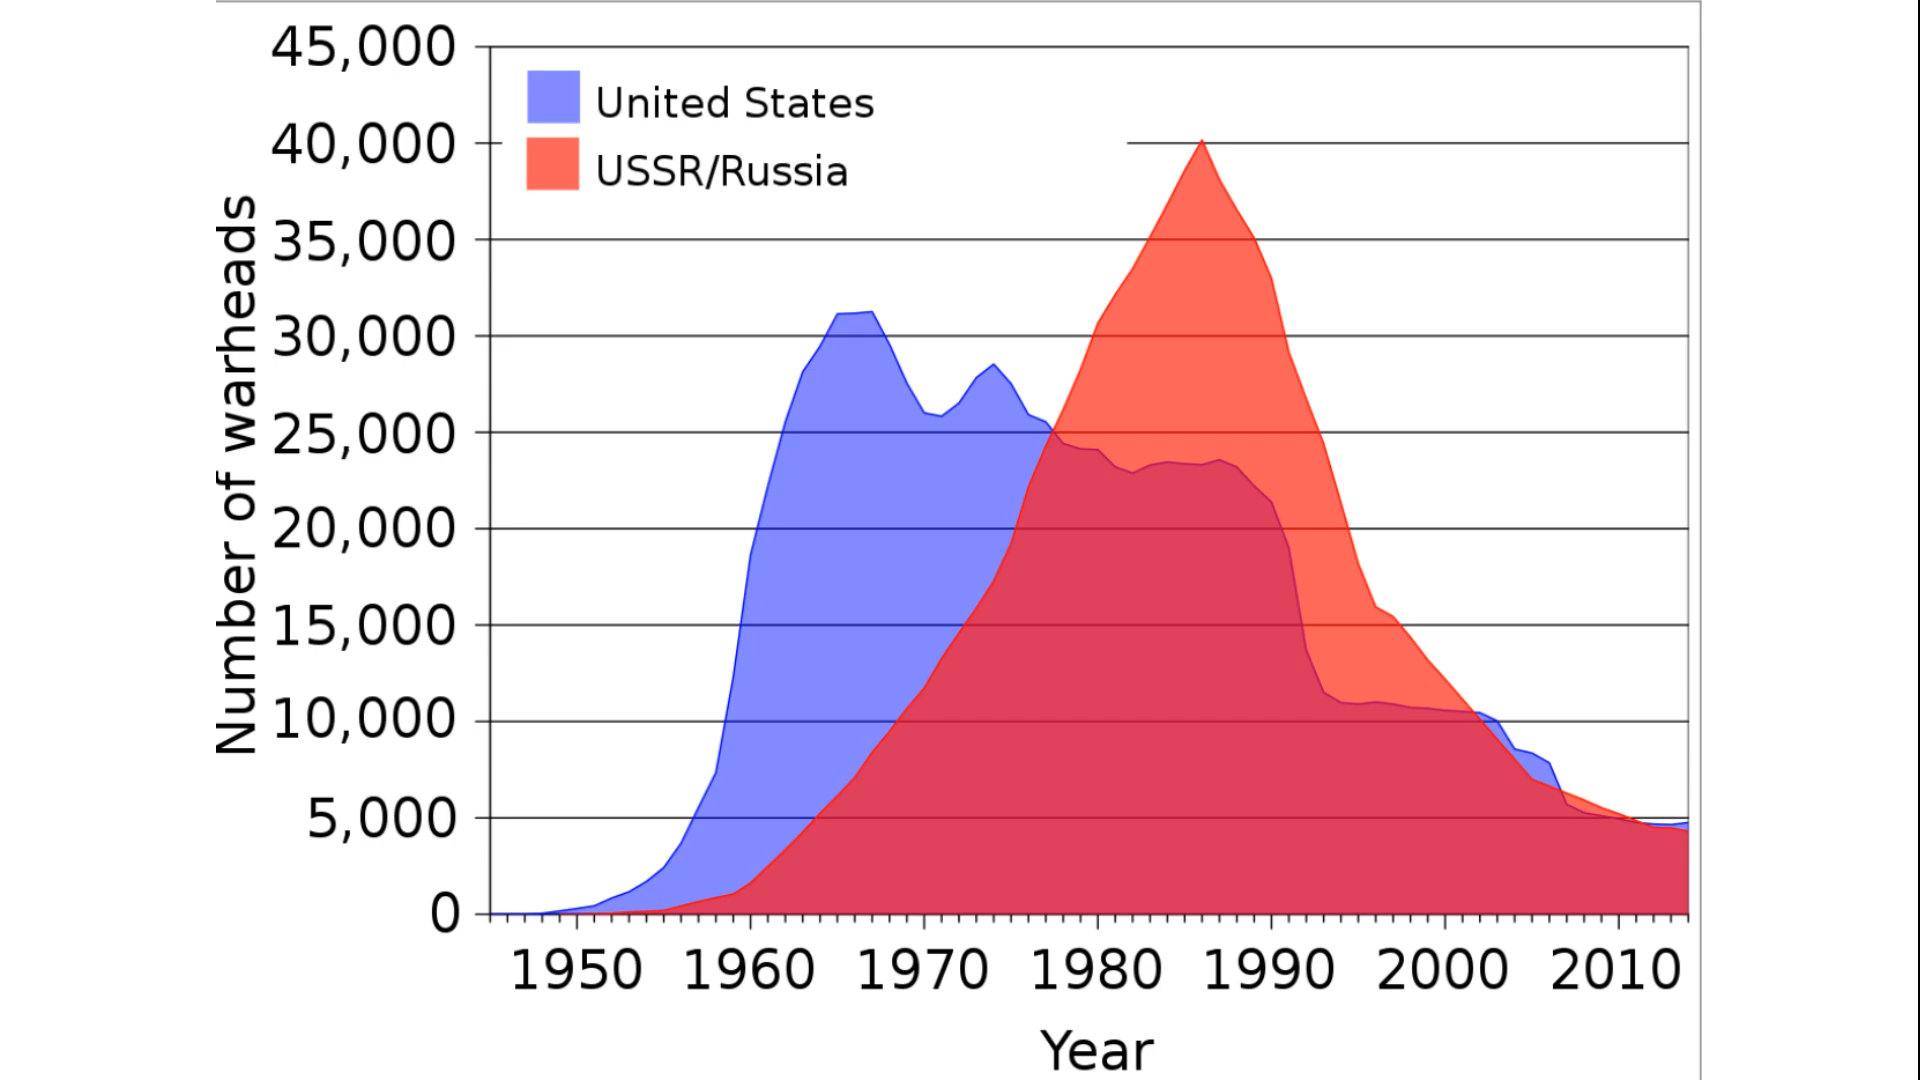 45,000
United States
40,000
USSR/Russia
35,000
30,000
25,000
20,000
15,000
10,000
5,000
0
Number of warheads
1950 1960 1970 1980 1990 2000 2010
Year